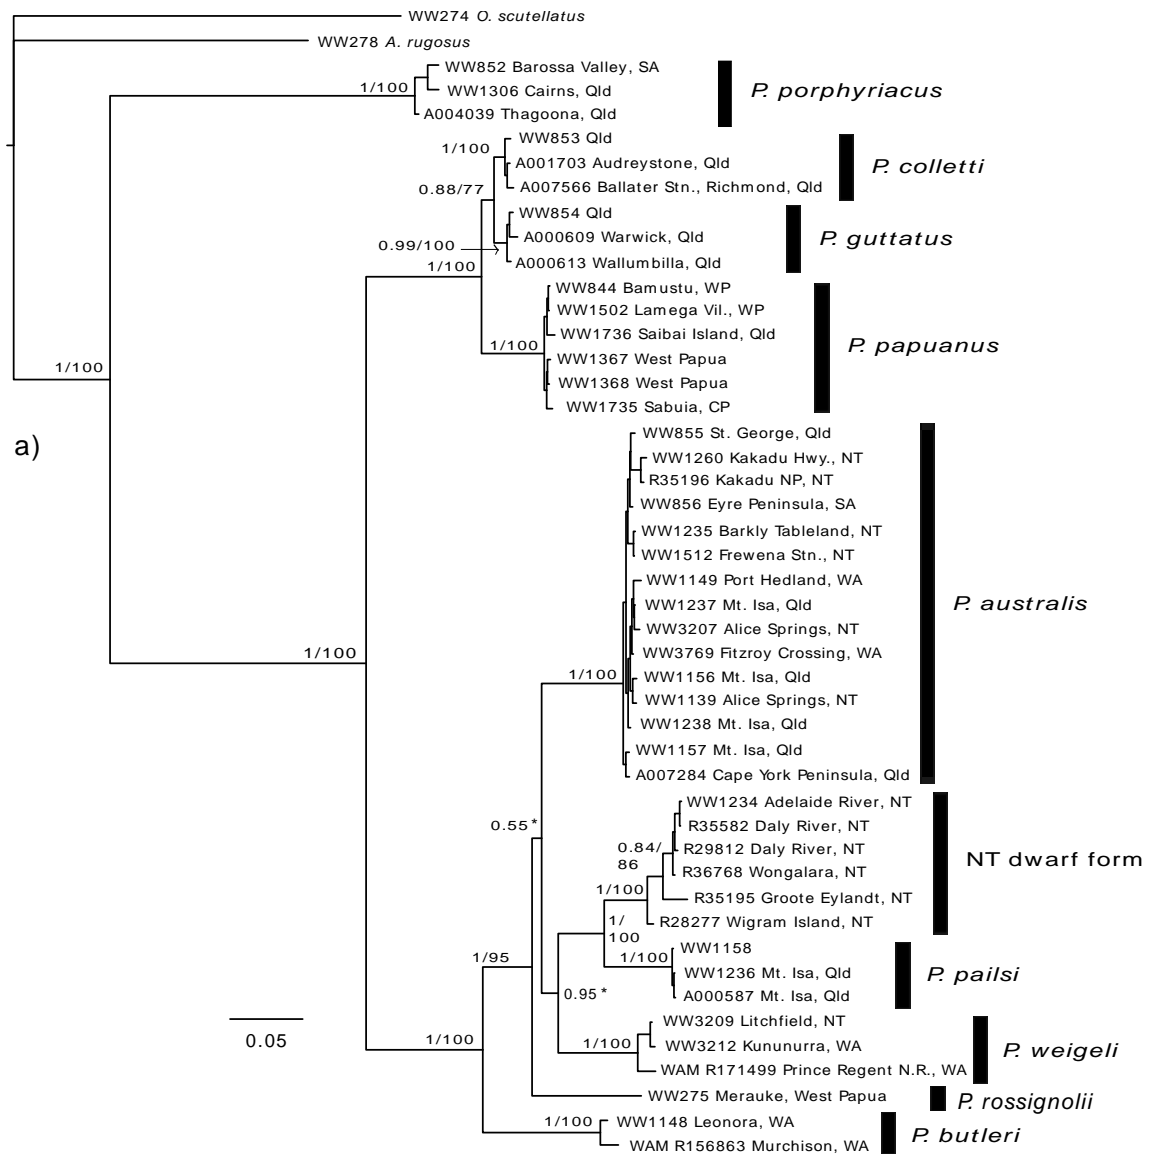 WW274 O. scutellatus
WW278 A. rugosus
WW852 Barossa Valley, SA
1/100
WW1306 Cairns, Qld
P. porphyriacus
A004039 Thagoona, Qld
WW853 Qld
1/100
A001703 Audreystone, Qld
P. colletti
0.88/77
A007566 Ballater Stn., Richmond, Qld
WW854 Qld
A000609 Warwick, Qld
P. guttatus
0.99/100
1/100
A000613 Wallumbilla, Qld
WW844 Bamustu, WP
WW1502 Lamega Vil., WP
WW1736 Saibai Island, Qld
1/100
P. papuanus
WW1367 West Papua
1/100
WW1368 West Papua
WW1735 Sabuia, CP
a)
WW855 St. George, Qld
WW1260 Kakadu Hwy., NT
R35196 Kakadu NP, NT
WW856 Eyre Peninsula, SA
WW1235 Barkly Tableland, NT
WW1512 Frewena Stn., NT
WW1149 Port Hedland, WA
WW1237 Mt. Isa, Qld
P. australis
WW3207 Alice Springs, NT
1/100
WW3769 Fitzroy Crossing, WA
1/100
WW1156 Mt. Isa, Qld
WW1139 Alice Springs, NT
WW1238 Mt. Isa, Qld
WW1157 Mt. Isa, Qld
A007284 Cape York Peninsula, Qld
WW1234 Adelaide River, NT
0.55 *
R35582 Daly River, NT
0.84/
86
R29812 Daly River, NT
NT dwarf form
R36768 Wongalara, NT
1/100
R35195 Groote Eylandt, NT
1/
100
R28277 Wigram Island, NT
WW1158
1/95
1/100
WW1236 Mt. Isa, Qld
P. pailsi
0.95 *
A000587 Mt. Isa, Qld
WW3209 Litchfield, NT
0.05
1/100
1/100
WW3212 Kununurra, WA
P. weigeli
WAM R171499 Prince Regent N.R., WA
WW275 Merauke, West Papua
P. rossignolii
1/100
WW1148 Leonora, WA
P. butleri
WAM R156863 Murchison, WA